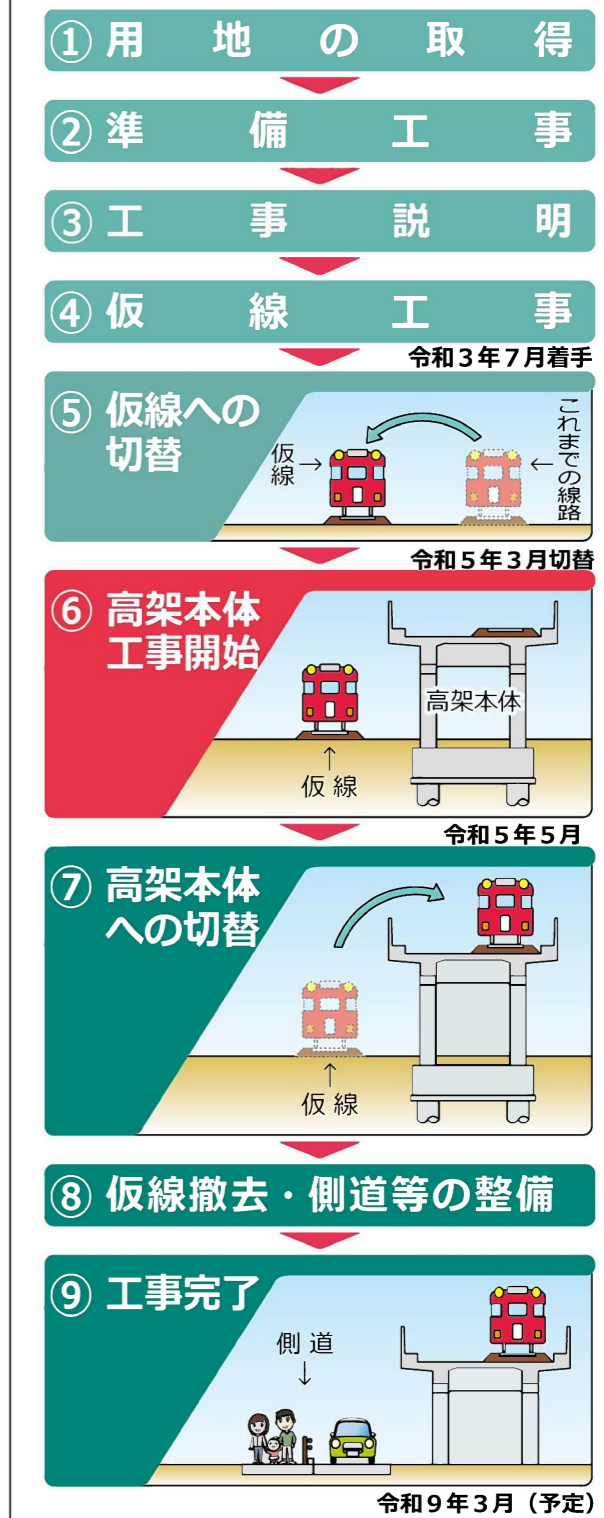 ①用地の取得
②準備工事
③工事説明
④仮線工事
令和３年７月着手
⑤仮線への
切替
仮線→
←これまでの線路
令和５年３月切替
⑥高架本体
工事開始
高架本体
↑
仮線
令和５年５月
⑦高架本体
への切替
↑
仮線
⑧仮線撤去・側道等の整備
⑨工事完了
側道
↓
令和９年３月（予定）